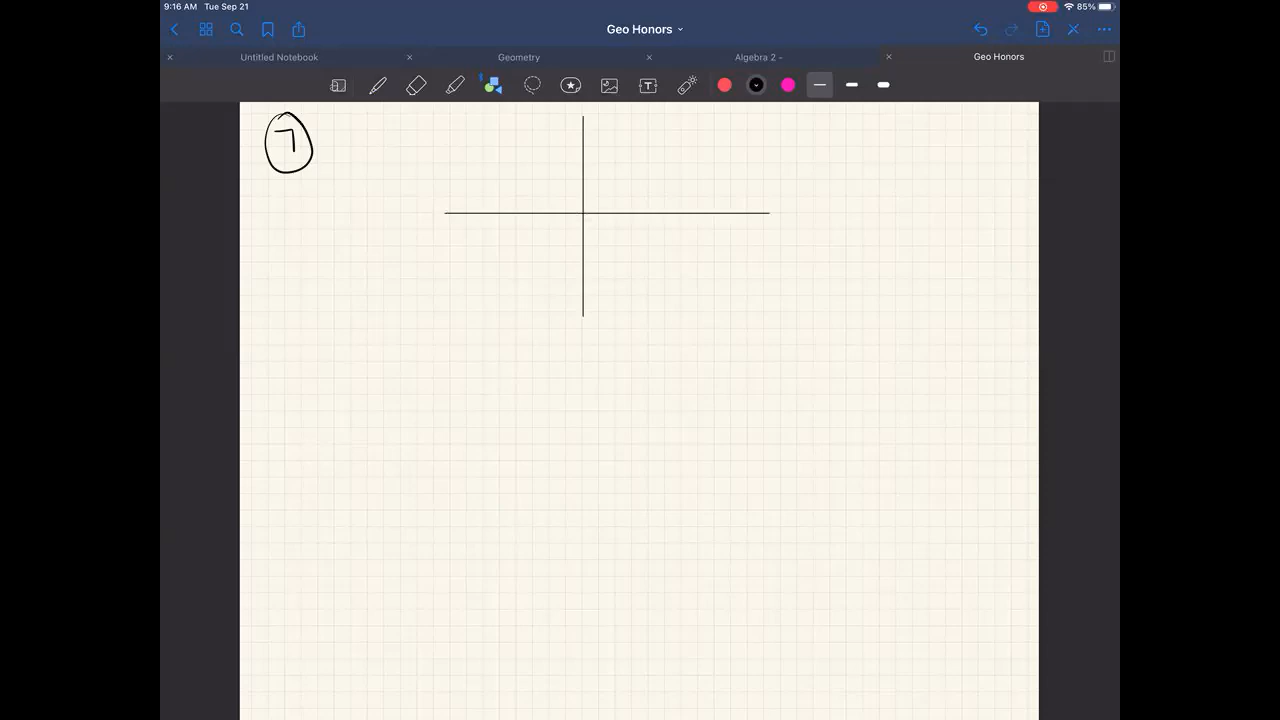 9:16 AM Tue Sep 21 85%
Geo Honors
Untitled Notebook Geometry Algebra 2 - Geo Honors
7